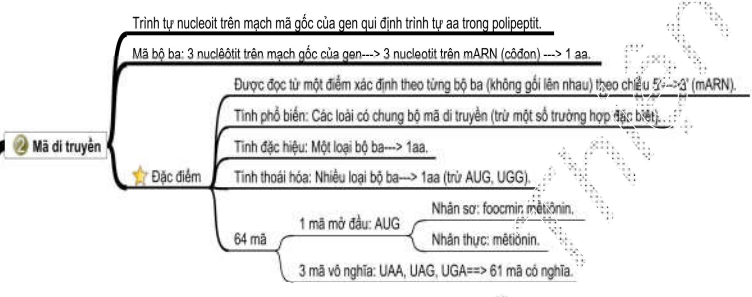 Trình tự nucleoit trên mạch mã gốc của gen qui định trình tự aa trong polipeptit.
Mã bộ ba: 3 nuclêôtit trên mạch gốc của gen---> 3 nucleotit trên mARN (côđon) ---> 1 aa.
Được đọc từ một điểm xác định theo từng bộ ba (không gối lên nhau) theo chiều 5'--->3' (mARN).
Tính phổ biến: Các loài có chung bộ mã di truyền (trừ một số trường hợp đặc biệt).
2 Mã di truyền
Tính đặc hiệu: Một loại bộ ba---> 1aa.
Đặc điểm
Tính thoái hóa: Nhiều loại bộ ba---> 1aa (trừ AUG, UGG).
Nhân sơ: foocmin mêtiônin.
1 mã mở đầu: AUG
64 mã
Nhân thực: mêtiônin.
3 mã vô nghĩa: UAA, UAG, UGA==> 61 mã có nghĩa.